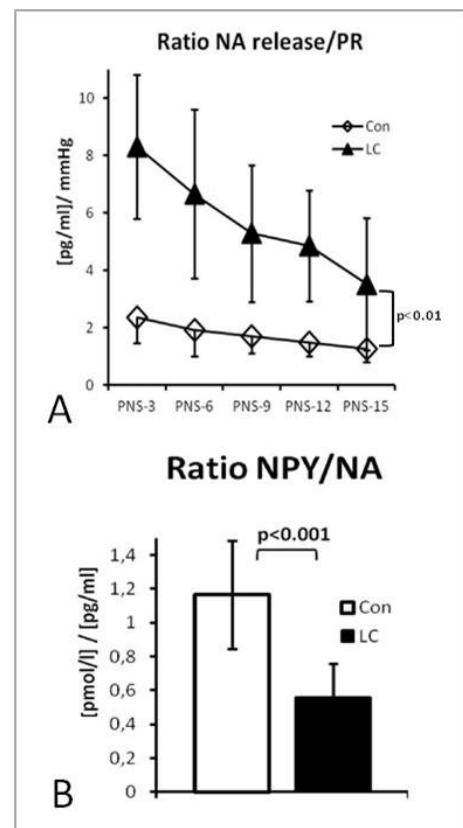 Ratio NA release/PR
10
8
6
4
2
0
[pg/ml]/ mmHg
Con
LC
p<0.01
PNS-3 PNS-6 PNS-9 PNS-12 PNS-15
A
Ratio NPY/NA
p<0.001
1,4
1,2
1
0,8
0,6
0,4
0,2
0
[pmol/l] / [pg/ml]
Con
LC
B